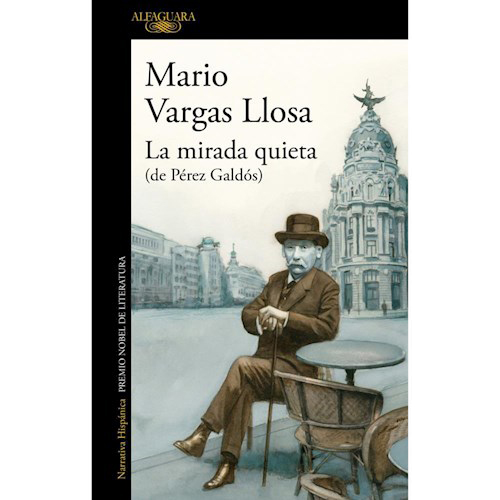 ALFAGUARA
Mario
Vargas Llosa
La mirada quieta
(de Pérez Galdós)
Narrativa Hispánica PREMIO NOBEL DE LITERATURA